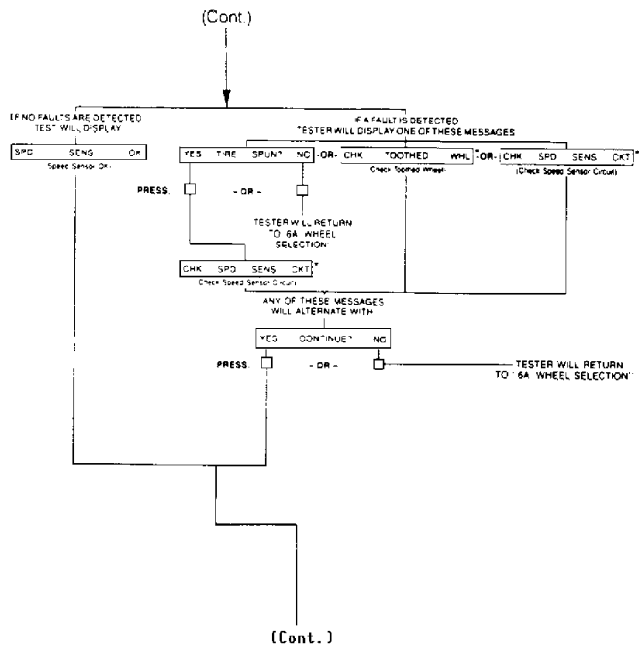 (Cont.)
IF NO FAULTS ARE DETECTED
TEST WILL DISPLAY
IF A FAULT IS DETECTED
TESTER WILL DISPLAY ONE OF THESE MESSAGES
SPD SENS OK
Speed Sensor OK
YES TIRE SPUN? NO -OR- CHK TOOTHED WHL * -OR- CHK SPD SENS CKT *
Check Toothed Wheel
(Check Speed Sensor Circuit)
PRESS. - OR -
TESTER WILL RETURN
TO "6A WHEEL
SELECTION"
CHK SPD SENS CKT *
Check Speed Sensor Circuit)
ANY OF THESE MESSAGES
WILL ALTERNATE WITH
YES CONTINUE? NO
PRESS. - OR -
TESTER WILL RETURN
TO "6A WHEEL SELECTION"
(Cont.)